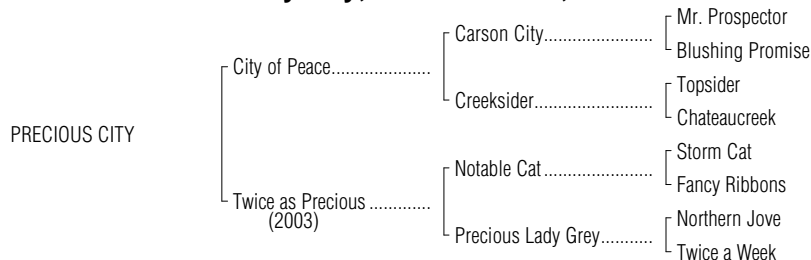 Carson City
Mr. Prospector
Blushing Promise
City of Peace
Creeksider
Topsider
Chateaucreek
PRECIOUS CITY
Notable Cat
Storm Cat
Fancy Ribbons
Twice as Precious
(2003)
Precious Lady Grey
Northern Jove
Twice a Week